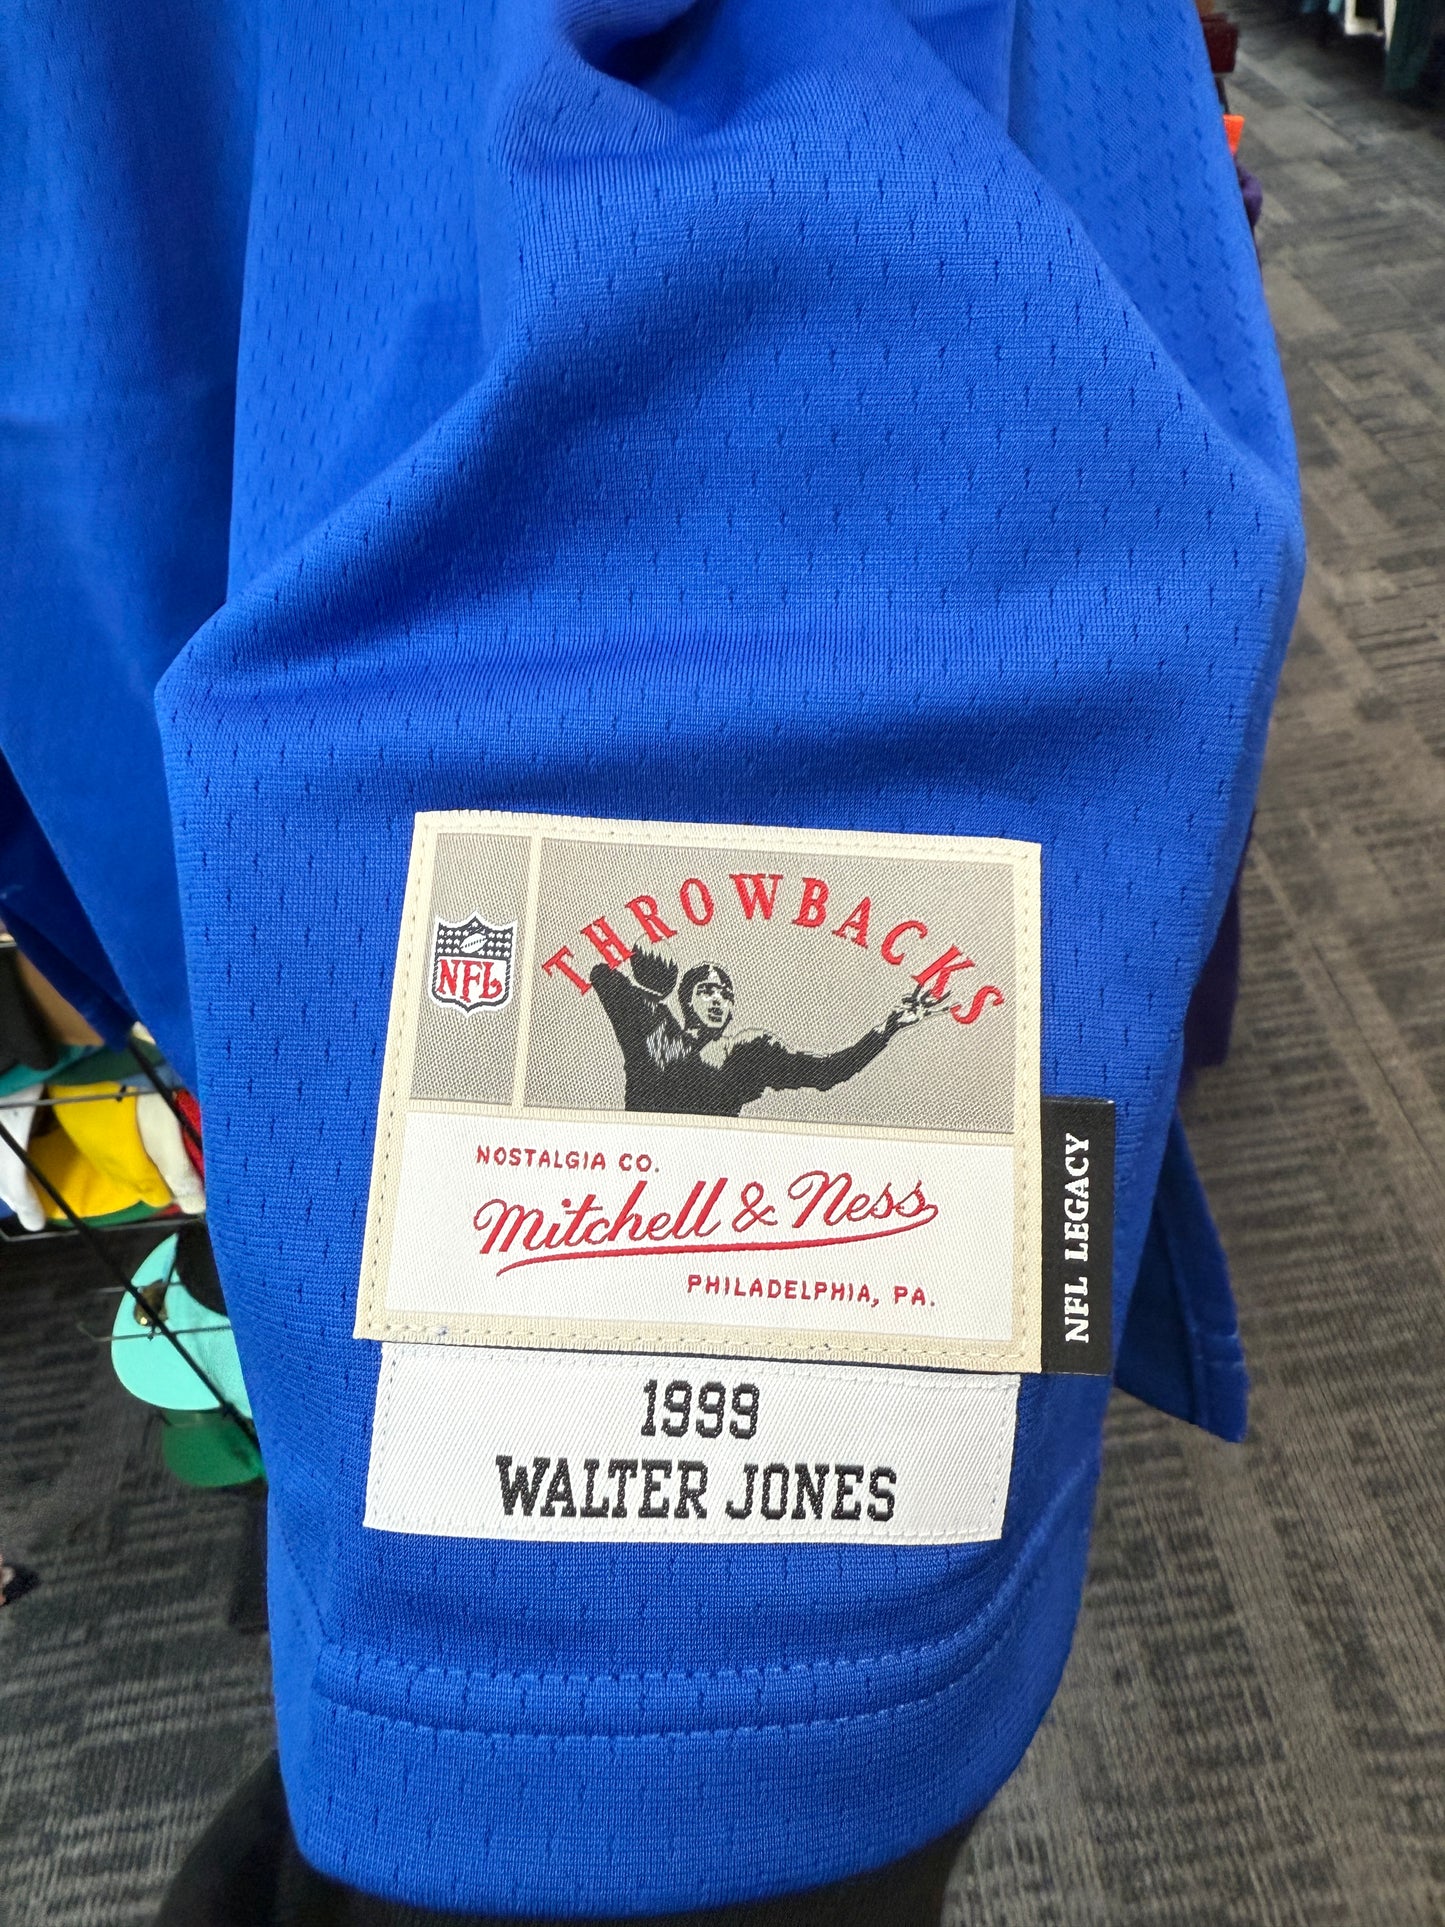 THROWBACKS
NFL
NOSTALGIA CO.
Mitchell & Ness
PHILADELPHIA, PA.
NFL LEGACY
1999
WALTER JONES